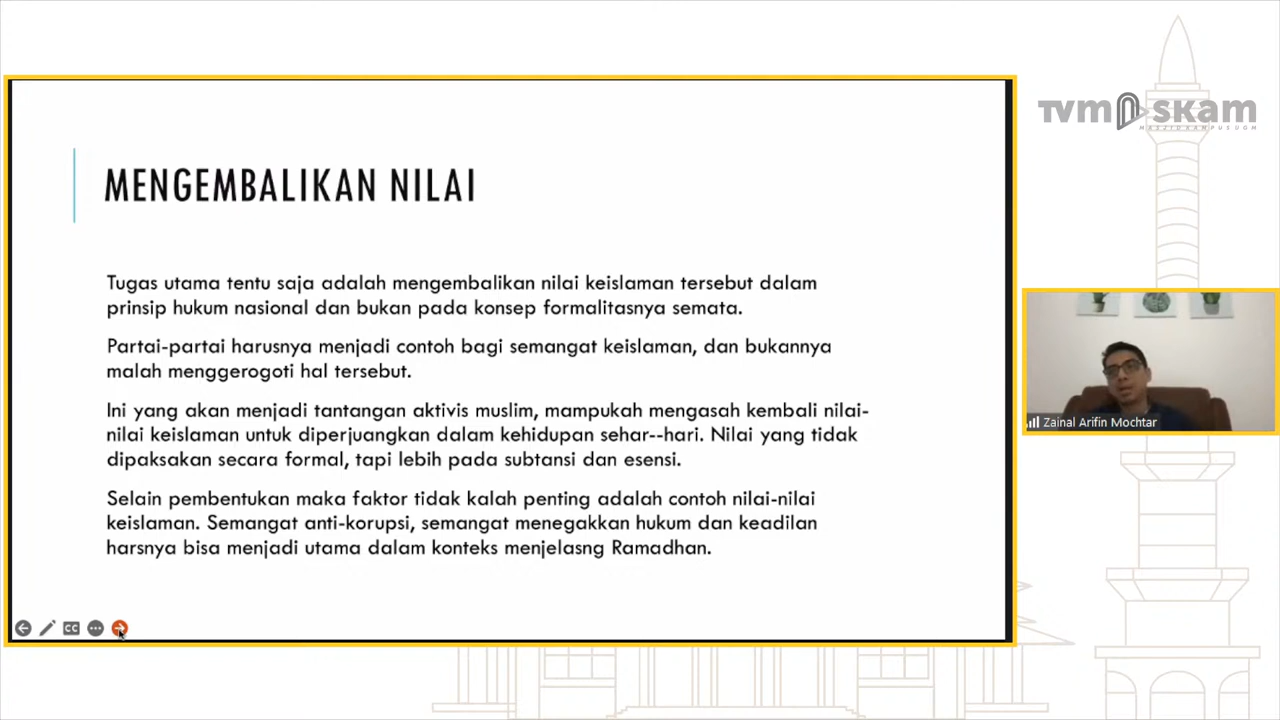 TVM SKAM
MASJID KAMPUS UGM
MENGEMBALIKAN NILAI
Tugas utama tentu saja adalah mengembalikan nilai keislaman tersebut dalam
prinsip hukum nasional dan bukan pada konsep formalitasnya semata.
Partai-partai harusnya menjadi contoh bagi semangat keislaman, dan bukannya
malah menggerogoti hal tersebut.
Ini yang akan menjadi tantangan aktivis muslim, mampukah mengasah kembali nilai-
nilai keislaman untuk diperjuangkan dalam kehidupan sehar--hari. Nilai yang tidak
dipaksakan secara formal, tapi lebih pada subtansi dan esensi.
Selain pembentukan maka faktor tidak kalah penting adalah contoh nilai-nilai
keislaman. Semangat anti-korupsi, semangat menegakkan hukum dan keadilan
harsnya bisa menjadi utama dalam konteks menjelasng Ramadhan.
CC
Zainal Arifin Mochtar